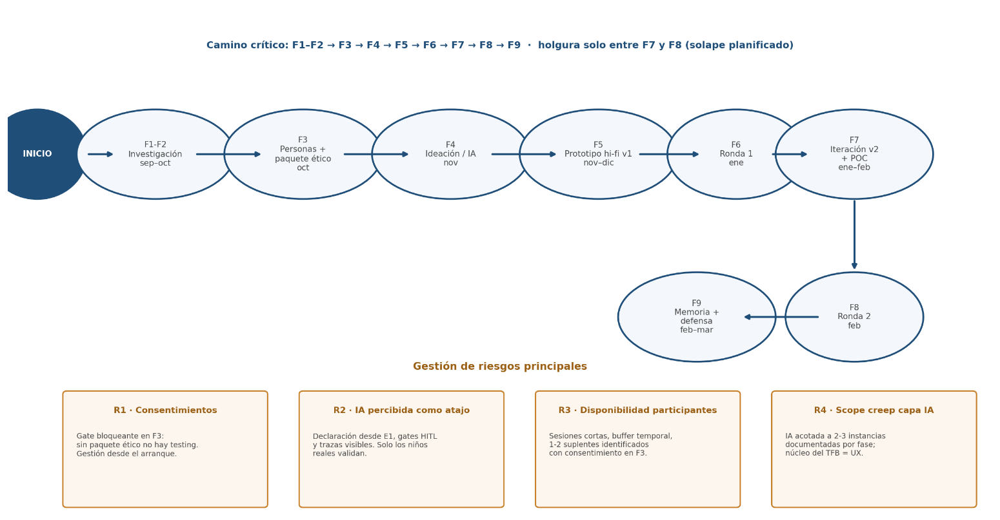 Camino crítico: F1–F2 → F3 → F4 → F5 → F6 → F7 → F8 → F9 · holgura solo entre F7 y F8 (solape planificado)
INICIO
F1-F2
Investigación
sep–oct
F3
Personas +
paquete ético
oct
F4
Ideación / IA
nov
F5
Prototipo hi-fi v1
nov–dic
F6
Ronda 1
ene
F7
Iteración v2
+ POC
ene–feb
F9
Memoria +
defensa
feb–mar
F8
Ronda 2
feb
Gestión de riesgos principales
R1 · Consentimientos
Gate bloqueante en F3:
sin paquete ético no hay testing.
Gestión desde el arranque.
R2 · IA percibida como atajo
Declaración desde E1, gates HITL
y trazas visibles. Solo los niños
reales validan.
R3 · Disponibilidad participantes
Sesiones cortas, buffer temporal,
1-2 suplentes identificados
con consentimiento en F3.
R4 · Scope creep capa IA
IA acotada a 2-3 instancias
documentadas por fase;
núcleo del TFB = UX.